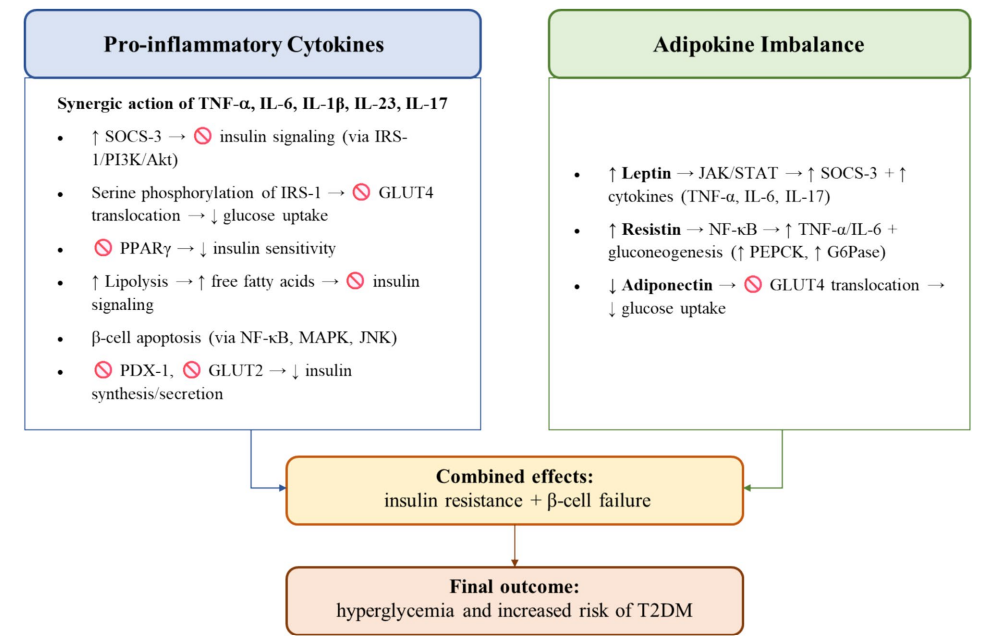 Pro-inflammatory Cytokines
Synergic action of TNF-α, IL-6, IL-1β, IL-23, IL-17
• ↑ SOCS-3 → 🚫 insulin signaling (via IRS-
1/PI3K/Akt)
• Serine phosphorylation of IRS-1 → 🚫 GLUT4
translocation → ↓ glucose uptake
• 🚫 PPARγ → ↓ insulin sensitivity
• ↑ Lipolysis → ↑ free fatty acids → 🚫 insulin
signaling
• β-cell apoptosis (via NF-κB, MAPK, JNK)
• 🚫 PDX-1, 🚫 GLUT2 → ↓ insulin
synthesis/secretion
Adipokine Imbalance
• ↑ Leptin → JAK/STAT → ↑ SOCS-3 + ↑
cytokines (TNF-α, IL-6, IL-17)
• ↑ Resistin → NF-κB → ↑ TNF-α/IL-6 +
gluconeogenesis (↑ PEPCK, ↑ G6Pase)
• ↓ Adiponectin → 🚫 GLUT4 translocation →
↓ glucose uptake
Combined effects:
insulin resistance + β-cell failure
Final outcome:
hyperglycemia and increased risk of T2DM